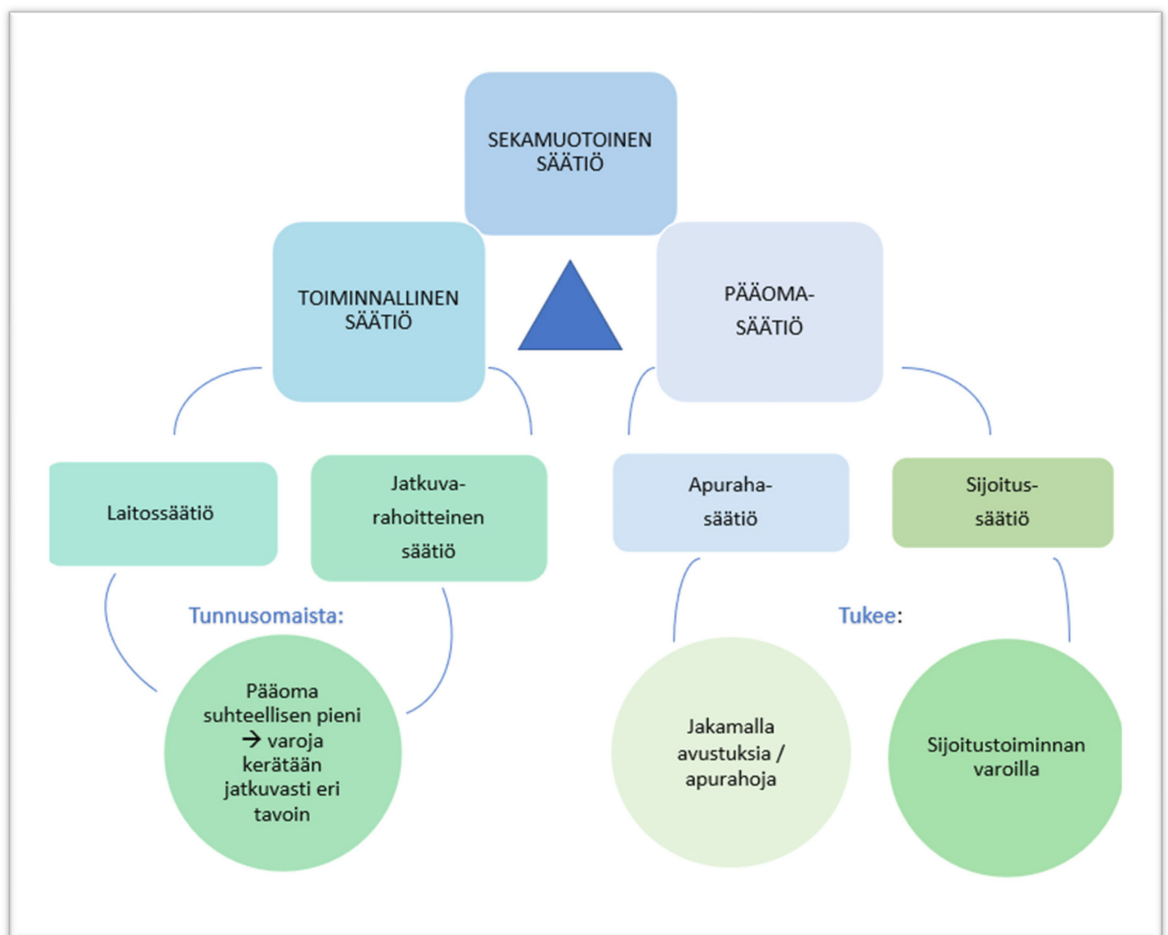 SEKAMUOTOINEN
SÄÄTIÖ
TOIMINNALLINEN
SÄÄTIÖ
PÄÄOMA-
SÄÄTIÖ
Laitossäätiö
Jatkuva-
rahoitteinen
säätiö
Apuraha-
säätiö
Sijoitus-
säätiö
Tunnusomaista:
Pääoma
suhteellisen pieni
→ varoja
kerätään
jatkuvasti eri
tavoin
Tukee:
Jakamalla
avustuksia /
apurahoja
Sijoitustoiminnan
varoilla